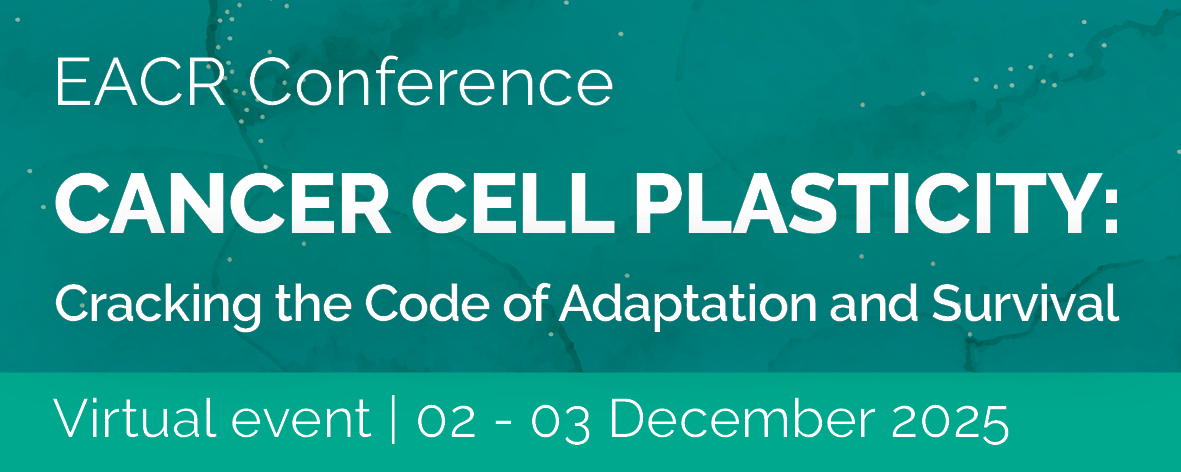 EACR Conference
CANCER CELL PLASTICITY:
Cracking the Code of Adaptation and Survival
Virtual event | 02 - 03 December 2025